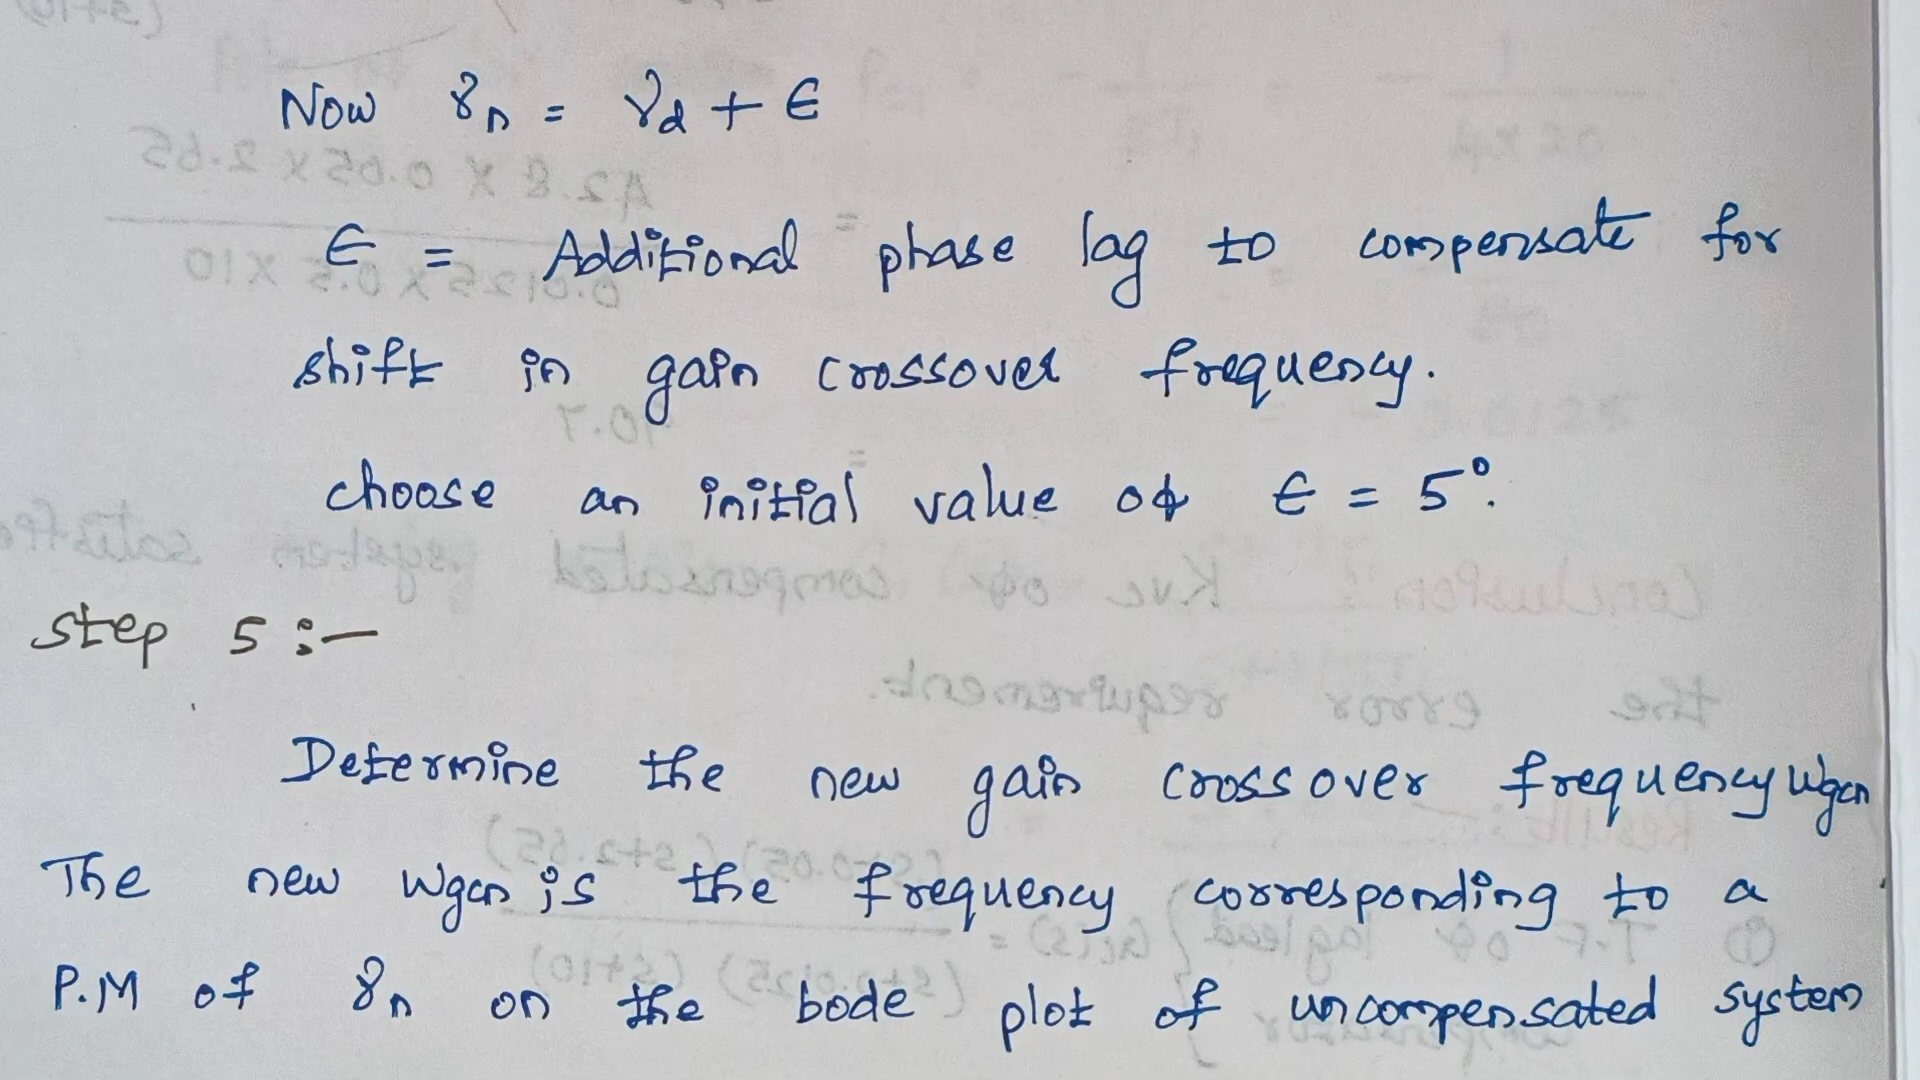 Now γn = γd + ϵ
ϵ = Additional phase lag to compensate for
shift in gain crossover frequency.
choose an initial value of ϵ = 5°.
step 5 :-
Determine the new gain crossover frequency wgcn
The new wgcn is the frequency corresponding to a
P.M of γn on the bode plot of uncompensated system